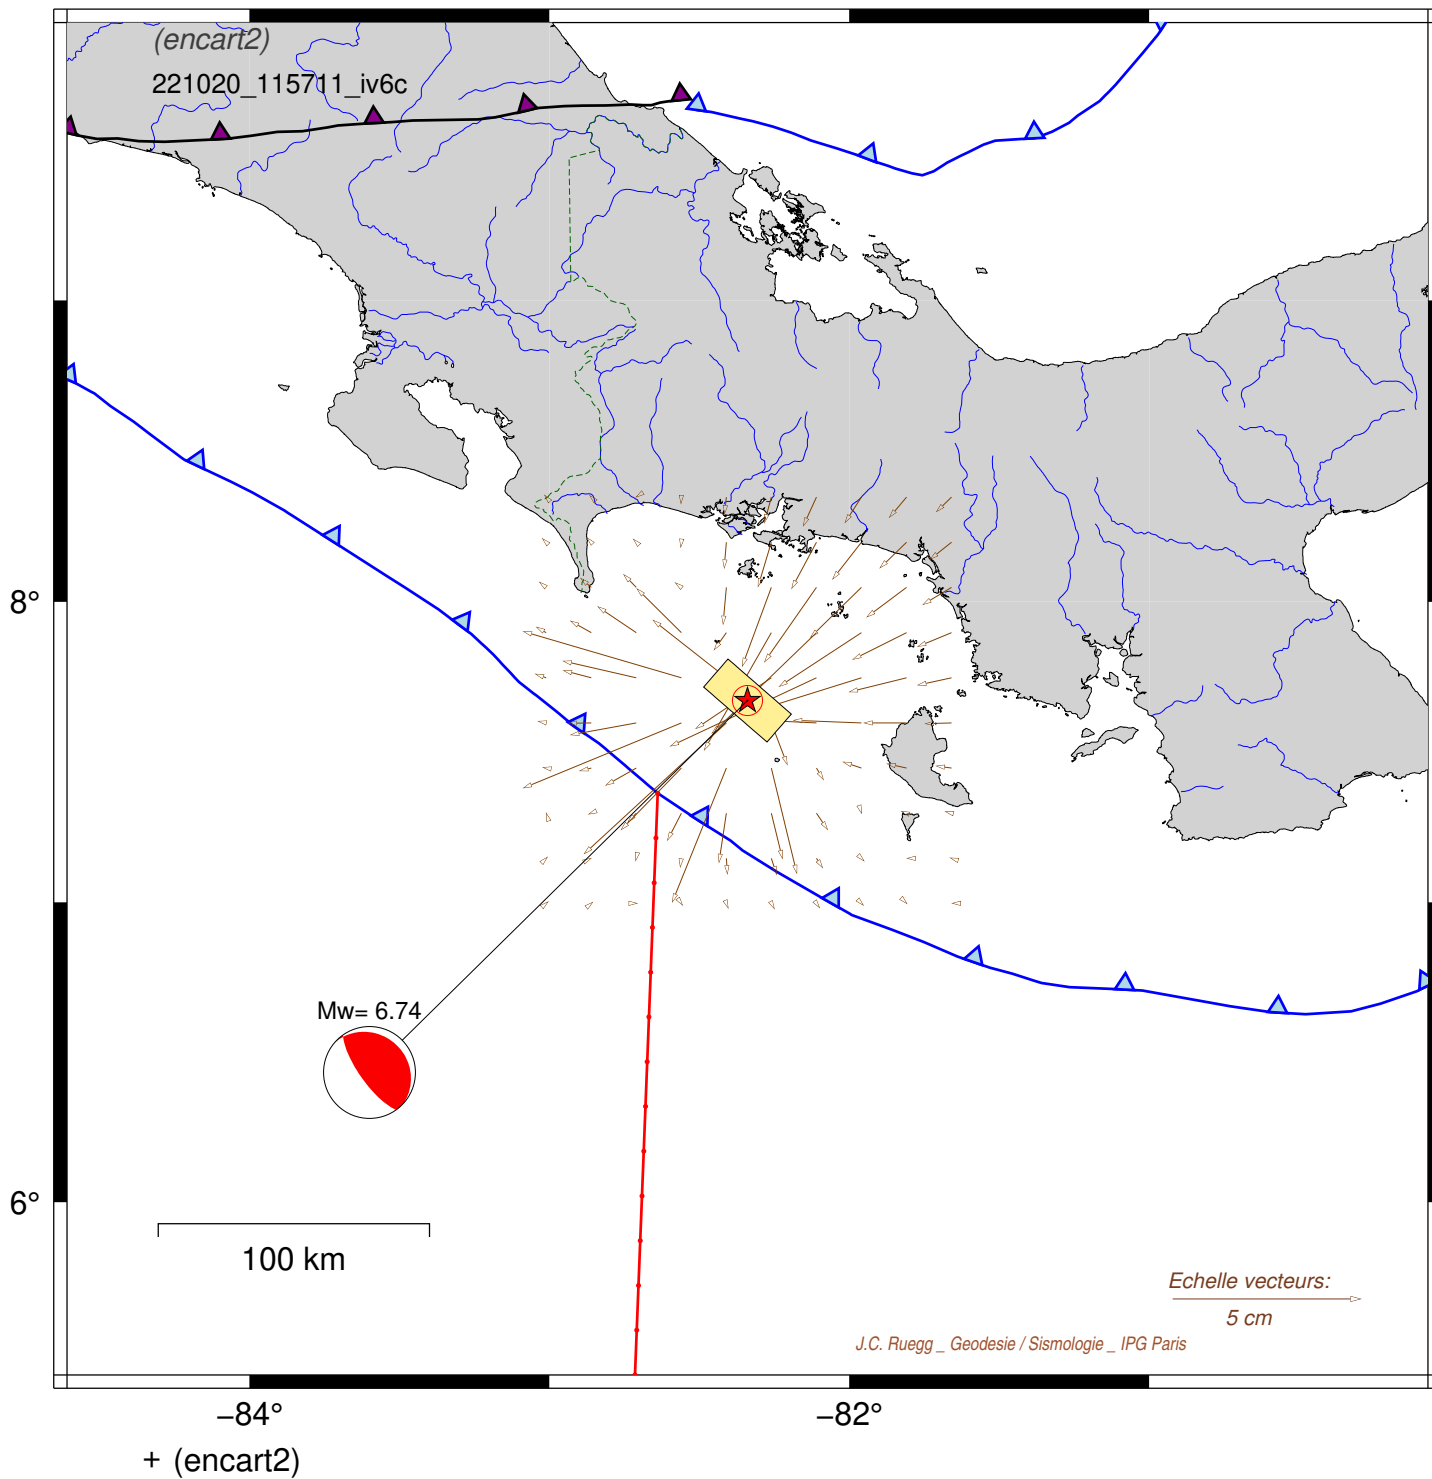 (encart2)
221020_115711_iv6c
8°
Mw= 6.74
6°
100 km
Echelle vecteurs:
5 cm
J.C. Ruegg _ Geodesie / Sismologie _ IPG Paris
−84°
−82°
+ (encart2)